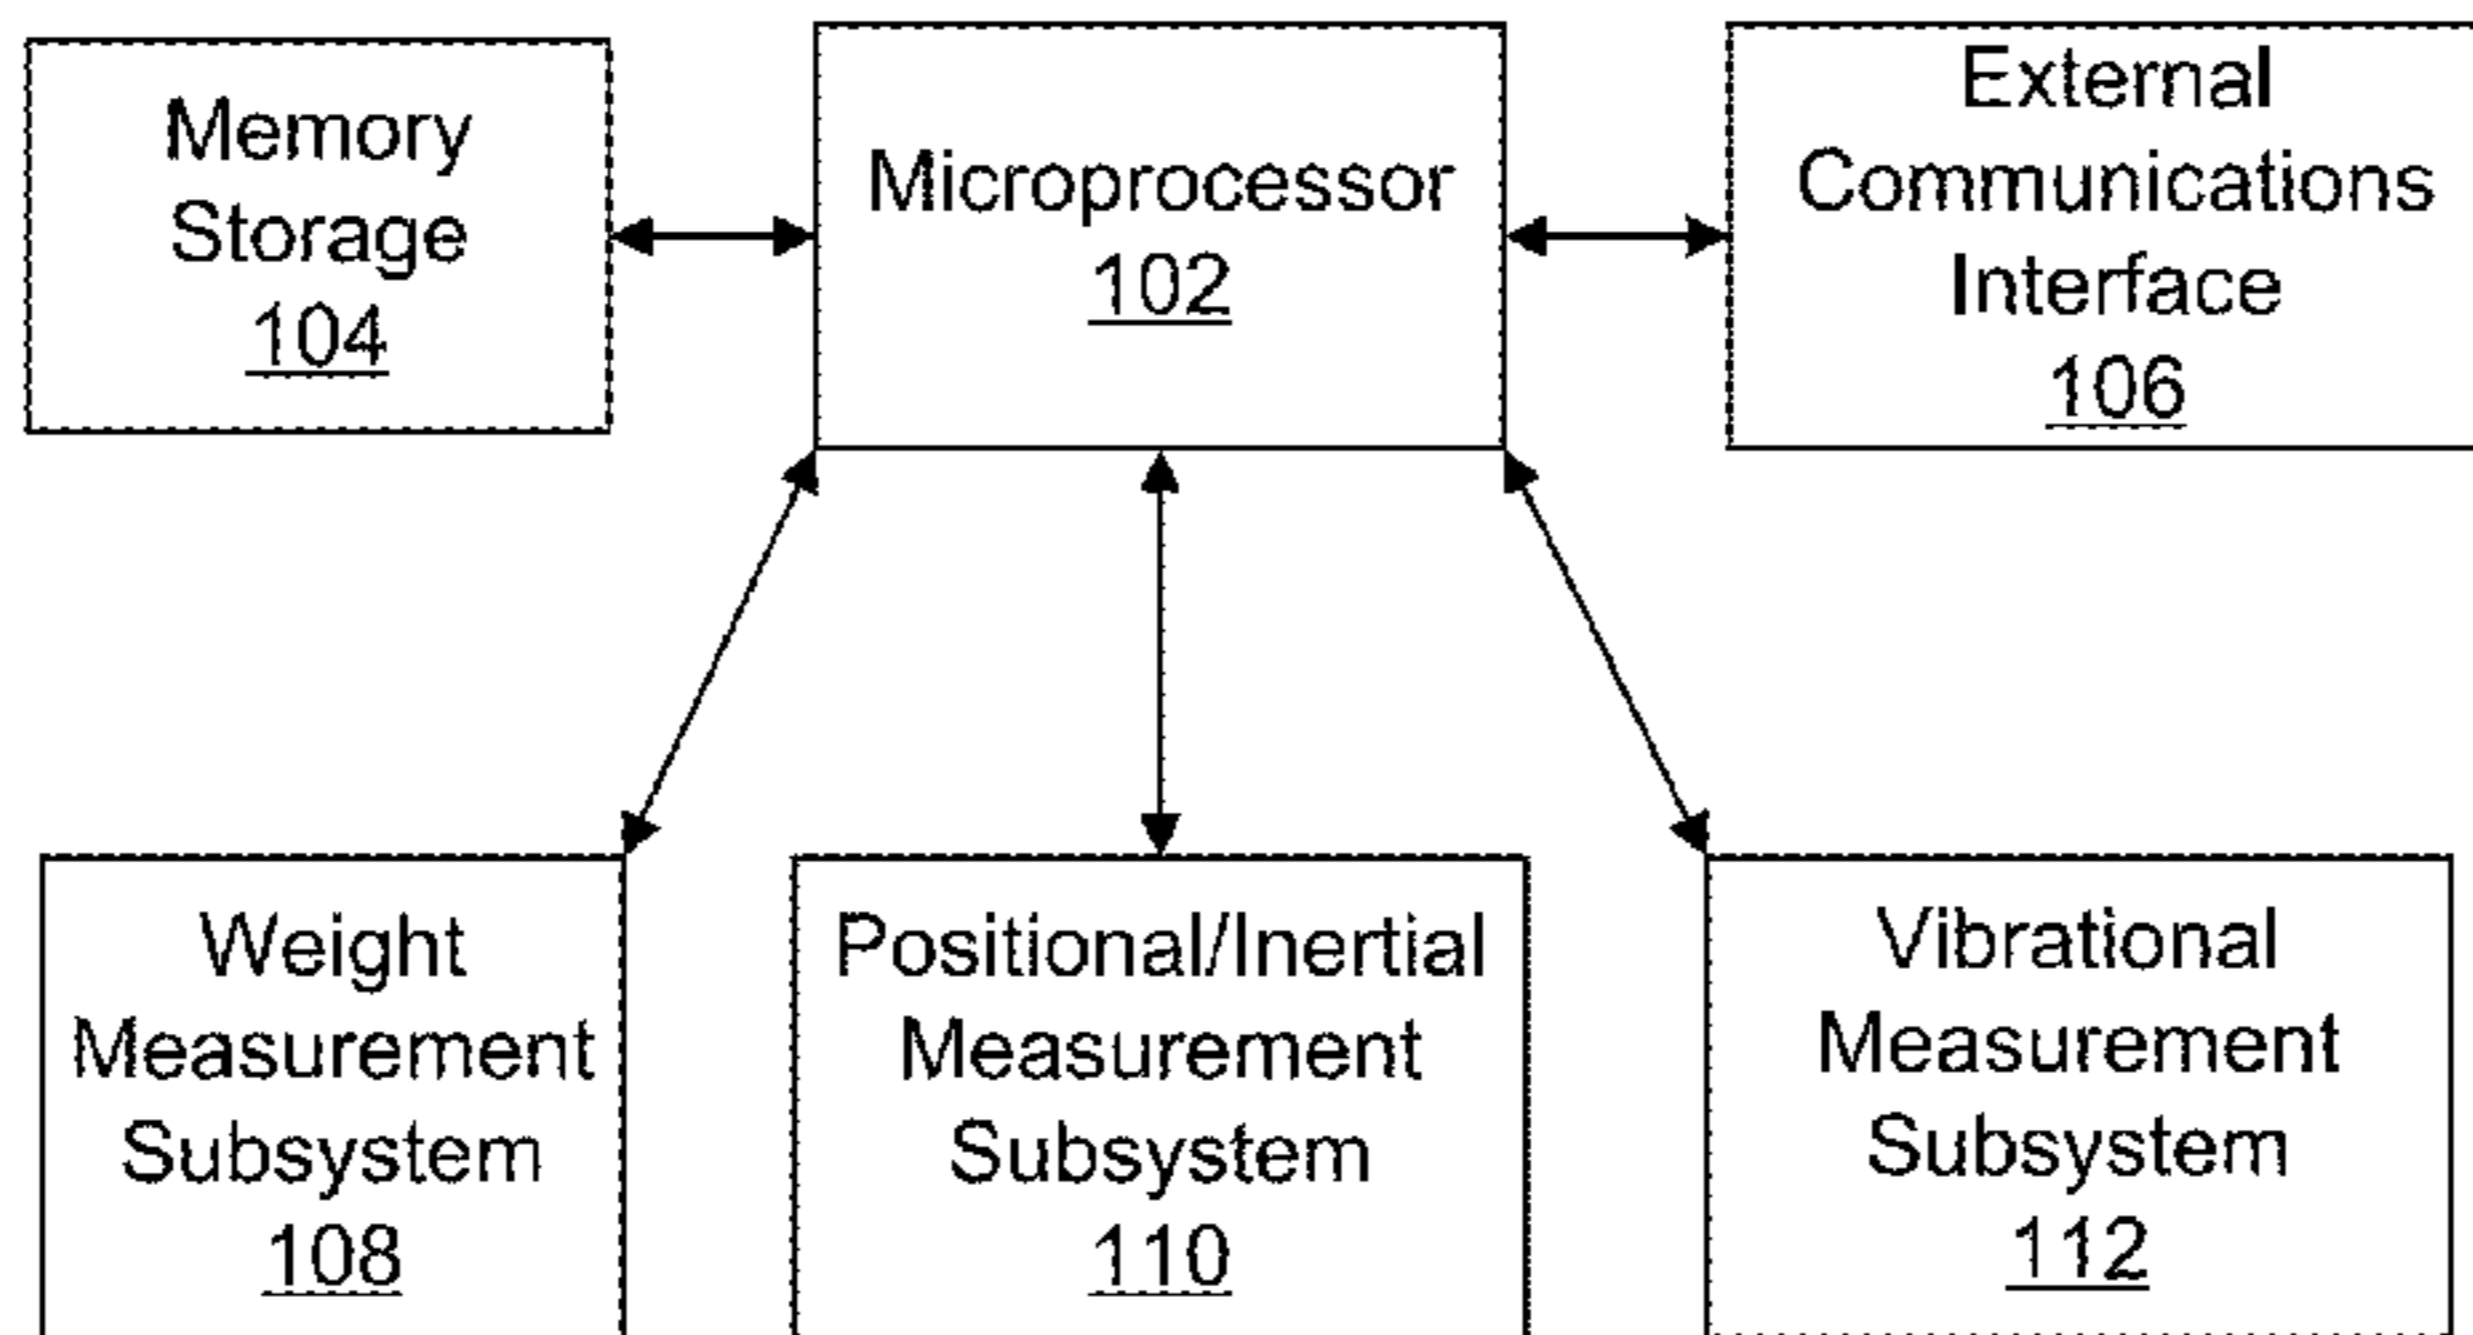 Memory
Storage
104
Microprocessor
102
External
Communications
Interface
106
Weight
Measurement
Subsystem
108
Positional/Inertial
Measurement
Subsystem
110
Vibrational
Measurement
Subsystem
112